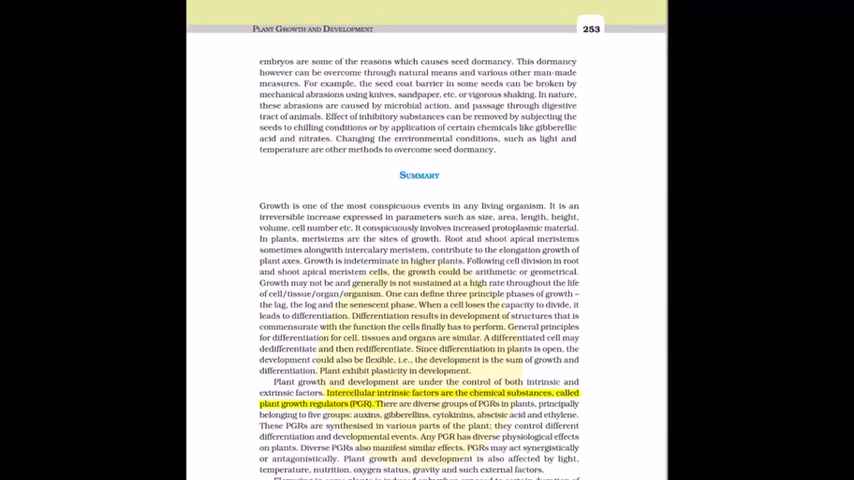 PLANT GROWTH AND DEVELOPMENT
253
embryos are some of the reasons which causes seed dormancy. This dormancy
however can be overcome through natural means and various other man-made
measures. For example, the seed coat barrier in some seeds can be broken by
mechanical abrasions using knives, sandpaper, etc. or vigorous shaking. In nature,
these abrasions are caused by microbial action, and passage through digestive
tract of animals. Effect of inhibitory substances can be removed by subjecting the
seeds to chilling conditions or by application of certain chemicals like gibberellic
acid and nitrates. Changing the environmental conditions, such as light and
temperature are other methods to overcome seed dormancy.
SUMMARY
Growth is one of the most conspicuous events in any living organism. It is an
irreversible increase expressed in parameters such as size, area, length, height,
volume, cell number etc. It conspicuously involves increased protoplasmic material.
In plants, meristems are the sites of growth. Root and shoot apical meristems
sometimes alongwith intercalary meristem, contribute to the elongation growth of
plant axes. Growth is indeterminate in higher plants. Following cell division in root
and shoot apical meristem cells, the growth could be arithmetic or geometrical.
Growth may not be and generally is not sustained at a high rate throughout the life
of cell/tissue/organ/organism. One can define three principle phases of growth –
the lag, the log and the senescent phase. When a cell loses the capacity to divide, it
leads to differentiation. Differentiation results in development of structures that is
commensurate with the function the cells finally has to perform. General principles
for differentiation for cell, tissues and organs are similar. A differentiated cell may
dedifferentiate and then redifferentiate. Since differentiation in plants is open, the
development could also be flexible, i.e., the development is the sum of growth and
differentiation. Plant exhibit plasticity in development.
Plant growth and development are under the control of both intrinsic and
extrinsic factors. Intercellular intrinsic factors are the chemical substances, called
plant growth regulators (PGR). There are diverse groups of PGRs in plants, principally
belonging to five groups: auxins, gibberellins, cytokinins, abscisic acid and ethylene.
These PGRs are synthesised in various parts of the plant; they control different
differentiation and developmental events. Any PGR has diverse physiological effects
on plants. Diverse PGRs also manifest similar effects. PGRs may act synergistically
or antagonistically. Plant growth and development is also affected by light,
temperature, nutrition, oxygen status, gravity and such external factors.